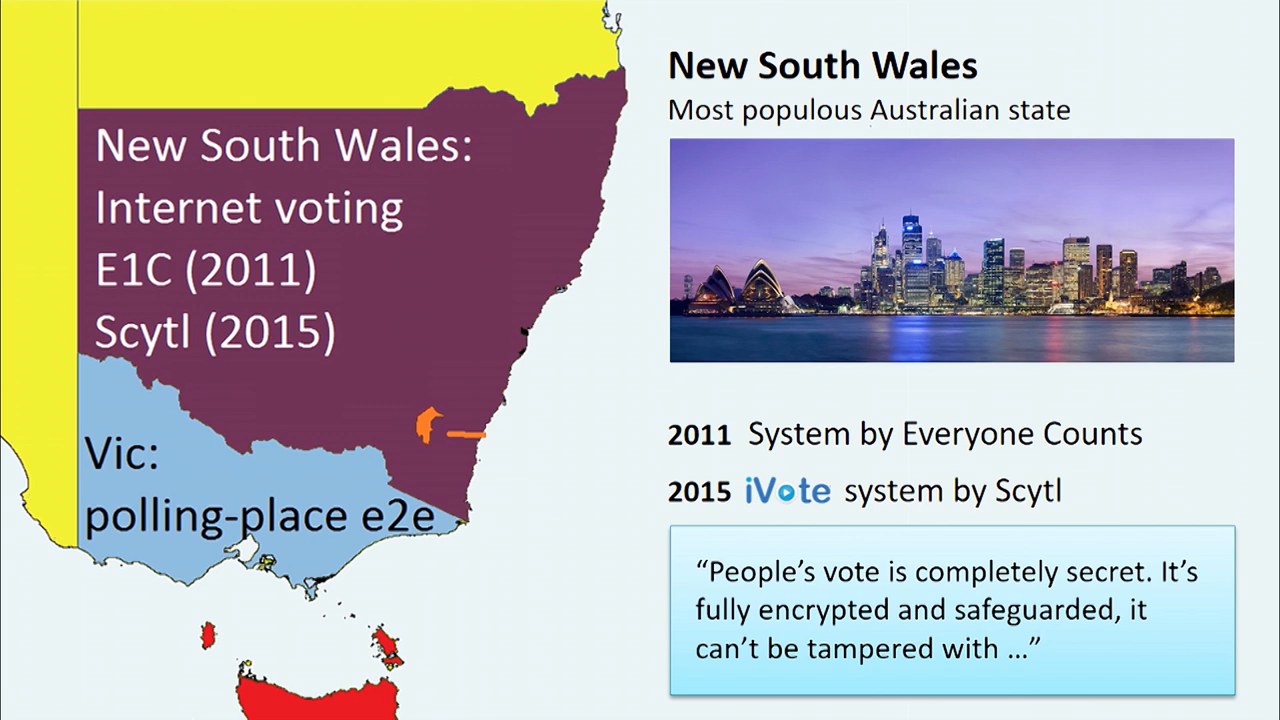 New South Wales:
Internet voting
E1C (2011)
Scytl (2015)
Vic:
polling-place e2e
New South Wales
Most populous Australian state
2011 System by Everyone Counts
2015 iVote system by Scytl
“People’s vote is completely secret. It’s
fully encrypted and safeguarded, it
can’t be tampered with ...”